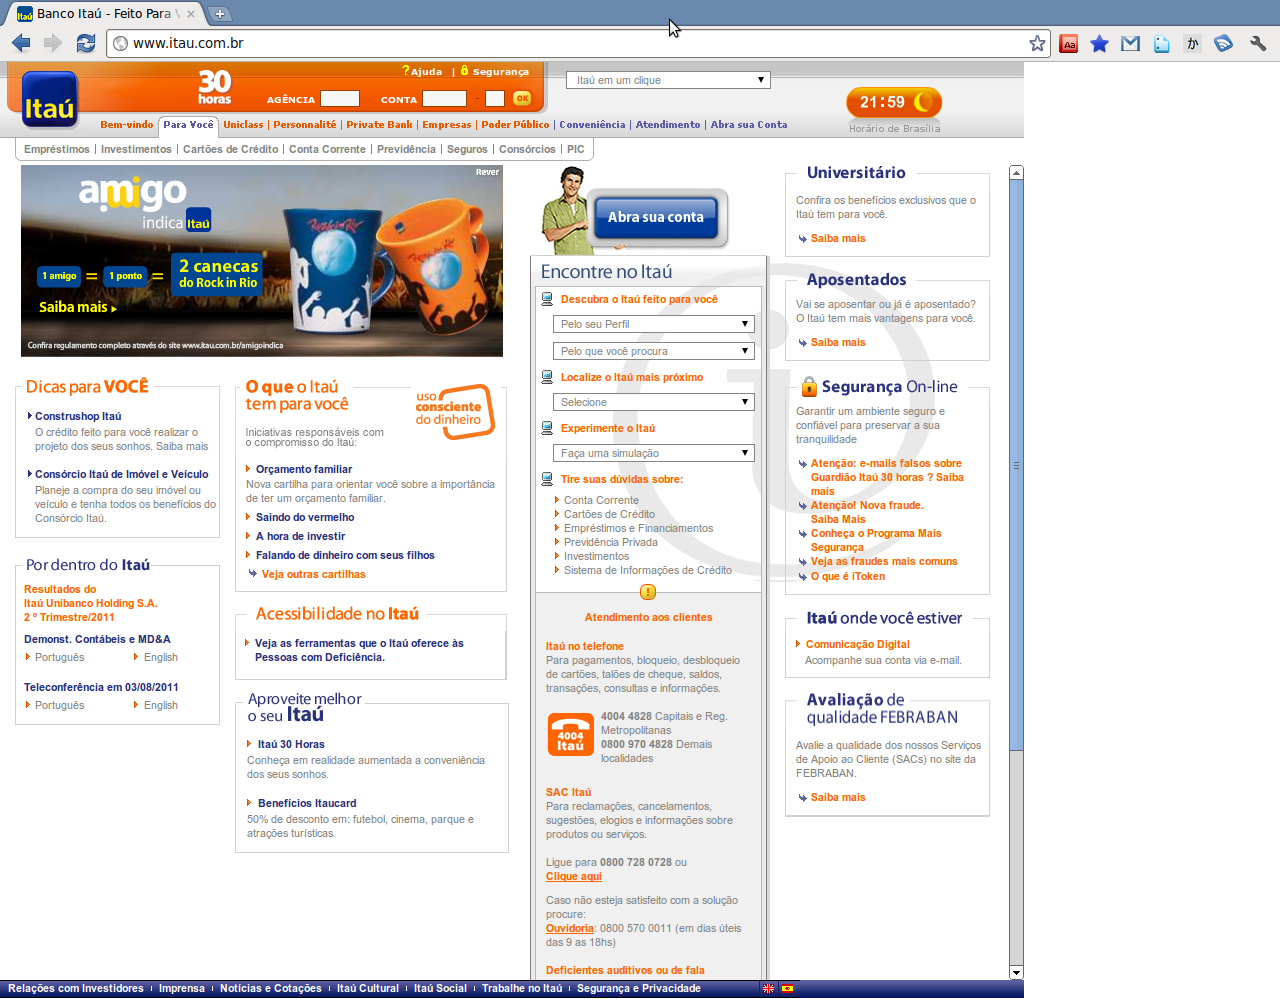 Banco Itaú - Feito Para V
www.itau.com.br
Itaú
30
horas
Ajuda | Segurança
AGÊNCIA CONTA - OK
Itaú em um clique
21:59
Horário de Brasília
Bem-vindo Para Você Uniclass | Personnalité | Private Bank | Empresas | Poder Público | Conveniência | Atendimento | Abra sua Conta
Empréstimos | Investimentos | Cartões de Crédito | Conta Corrente | Previdência | Seguros | Consórcios | PIC
Rever
amigo
indica Itaú
1 amigo = 1 ponto = 2 canecas
do Rock in Rio
Saiba mais
Rock in Rio
Rock in Rio
Confira regulamento completo através do site www.itau.com.br/amigoindica
Dicas para VOCÊ
Construshop Itaú
O crédito feito para você realizar o
projeto dos seus sonhos. Saiba mais
Consórcio Itaú de Imóvel e Veículo
Planeje a compra do seu imóvel ou
veículo e tenha todos os benefícios do
Consórcio Itaú.
Por dentro do Itaú
Resultados do
Itaú Unibanco Holding S.A.
2 º Trimestre/2011
Demonst. Contábeis e MD&A
Português English
Teleconferência em 03/08/2011
Português English
O que o Itaú
tem para você
uso
consciente
do dinheiro
Iniciativas responsáveis com
o compromisso do Itaú:
Orçamento familiar
Nova cartilha para orientar você sobre a importância
de ter um orçamento familiar.
Saindo do vermelho
A hora de investir
Falando de dinheiro com seus filhos
Veja outras cartilhas
Acessibilidade no Itaú
Veja as ferramentas que o Itaú oferece às
Pessoas com Deficiência.
Aproveite melhor
o seu Itaú
Itaú 30 Horas
Conheça em realidade aumentada a conveniência
dos seus sonhos.
Benefícios Itaucard
50% de desconto em: futebol, cinema, parque e
atrações turísticas.
Abra sua conta
Encontre no Itaú
Descubra o Itaú feito para você
Pelo seu Perfil
Pelo que você procura
Localize o Itaú mais próximo
Selecione
Experimente o Itaú
Faça uma simulação
Tire suas dúvidas sobre:
Conta Corrente
Cartões de Crédito
Empréstimos e Financiamentos
Previdência Privada
Investimentos
Sistema de Informações de Crédito
Atendimento aos clientes
Itaú no telefone
Para pagamentos, bloqueio, desbloqueio
de cartões, talões de cheque, saldos,
transações, consultas e informações.
4004
Itaú
4004 4828 Capitais e Reg.
Metropolitanas
0800 970 4828 Demais
localidades
SAC Itaú
Para reclamações, cancelamentos,
sugestões, elogios e informações sobre
produtos ou serviços.
Ligue para 0800 728 0728 ou
Clique aqui
Caso não esteja satisfeito com a solução
procure:
Ouvidoria: 0800 570 0011 (em dias úteis
das 9 as 18hs)
Deficientes auditivos ou de fala
Universitário
Confira os benefícios exclusivos que o
Itaú tem para você.
Saiba mais
Aposentados
Vai se aposentar ou já é aposentado?
O Itaú tem mais vantagens para você.
Saiba mais
Segurança On-line
Garantir um ambiente seguro e
confiável para preservar a sua
tranquilidade
Atenção: e-mails falsos sobre
Guardião Itaú 30 horas ? Saiba
mais
Atenção! Nova fraude.
Saiba Mais
Conheça o Programa Mais
Segurança
Veja as fraudes mais comuns
O que é iToken
Itaú onde você estiver
Comunicação Digital
Acompanhe sua conta via e-mail.
Avaliação de
qualidade FEBRABAN
Avalie a qualidade dos nossos Serviços
de Apoio ao Cliente (SACs) no site da
FEBRABAN.
Saiba mais
Relações com Investidores | Imprensa | Notícias e Cotações | Itaú Cultural | Itaú Social | Trabalhe no Itaú | Segurança e Privacidade